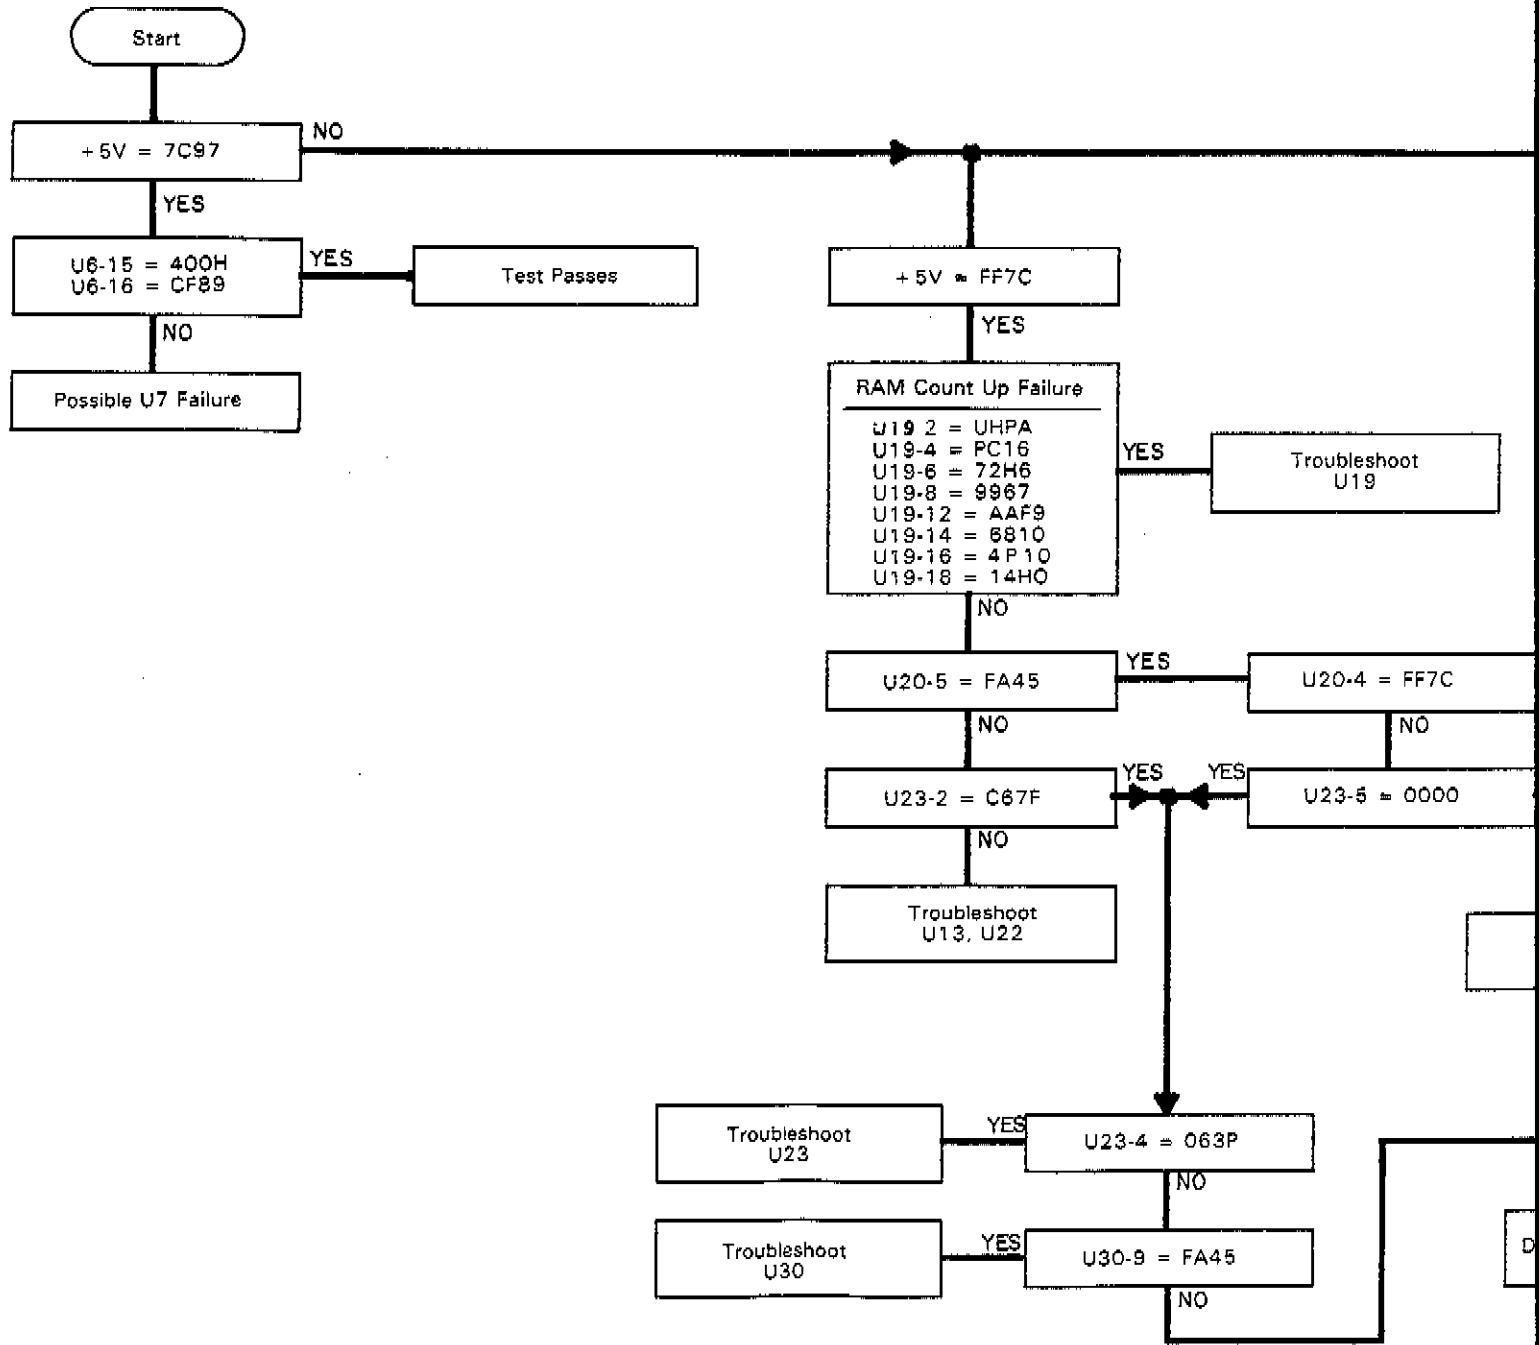 Start
+5V = 7C97
NO
YES
U6-15 = 400H
U6-16 = CF89
YES
Test Passes
NO
Possible U7 Failure
+5V = FF7C
YES
RAM Count Up Failure
U19 2 = UHPA
U19-4 = PC16
U19-6 = 72H6
U19-8 = 9967
U19-12 = AAF9
U19-14 = 6810
U19-16 = 4P10
U19-18 = 14H0
YES
Troubleshoot
U19
NO
U20-5 = FA45
YES
U20-4 = FF7C
NO
NO
U23-2 = C67F
YES
YES
U23-5 = 0000
NO
Troubleshoot
U13, U22
Troubleshoot
U23
YES
U23-4 = 063P
NO
Troubleshoot
U30
YES
U30-9 = FA45
D
NO